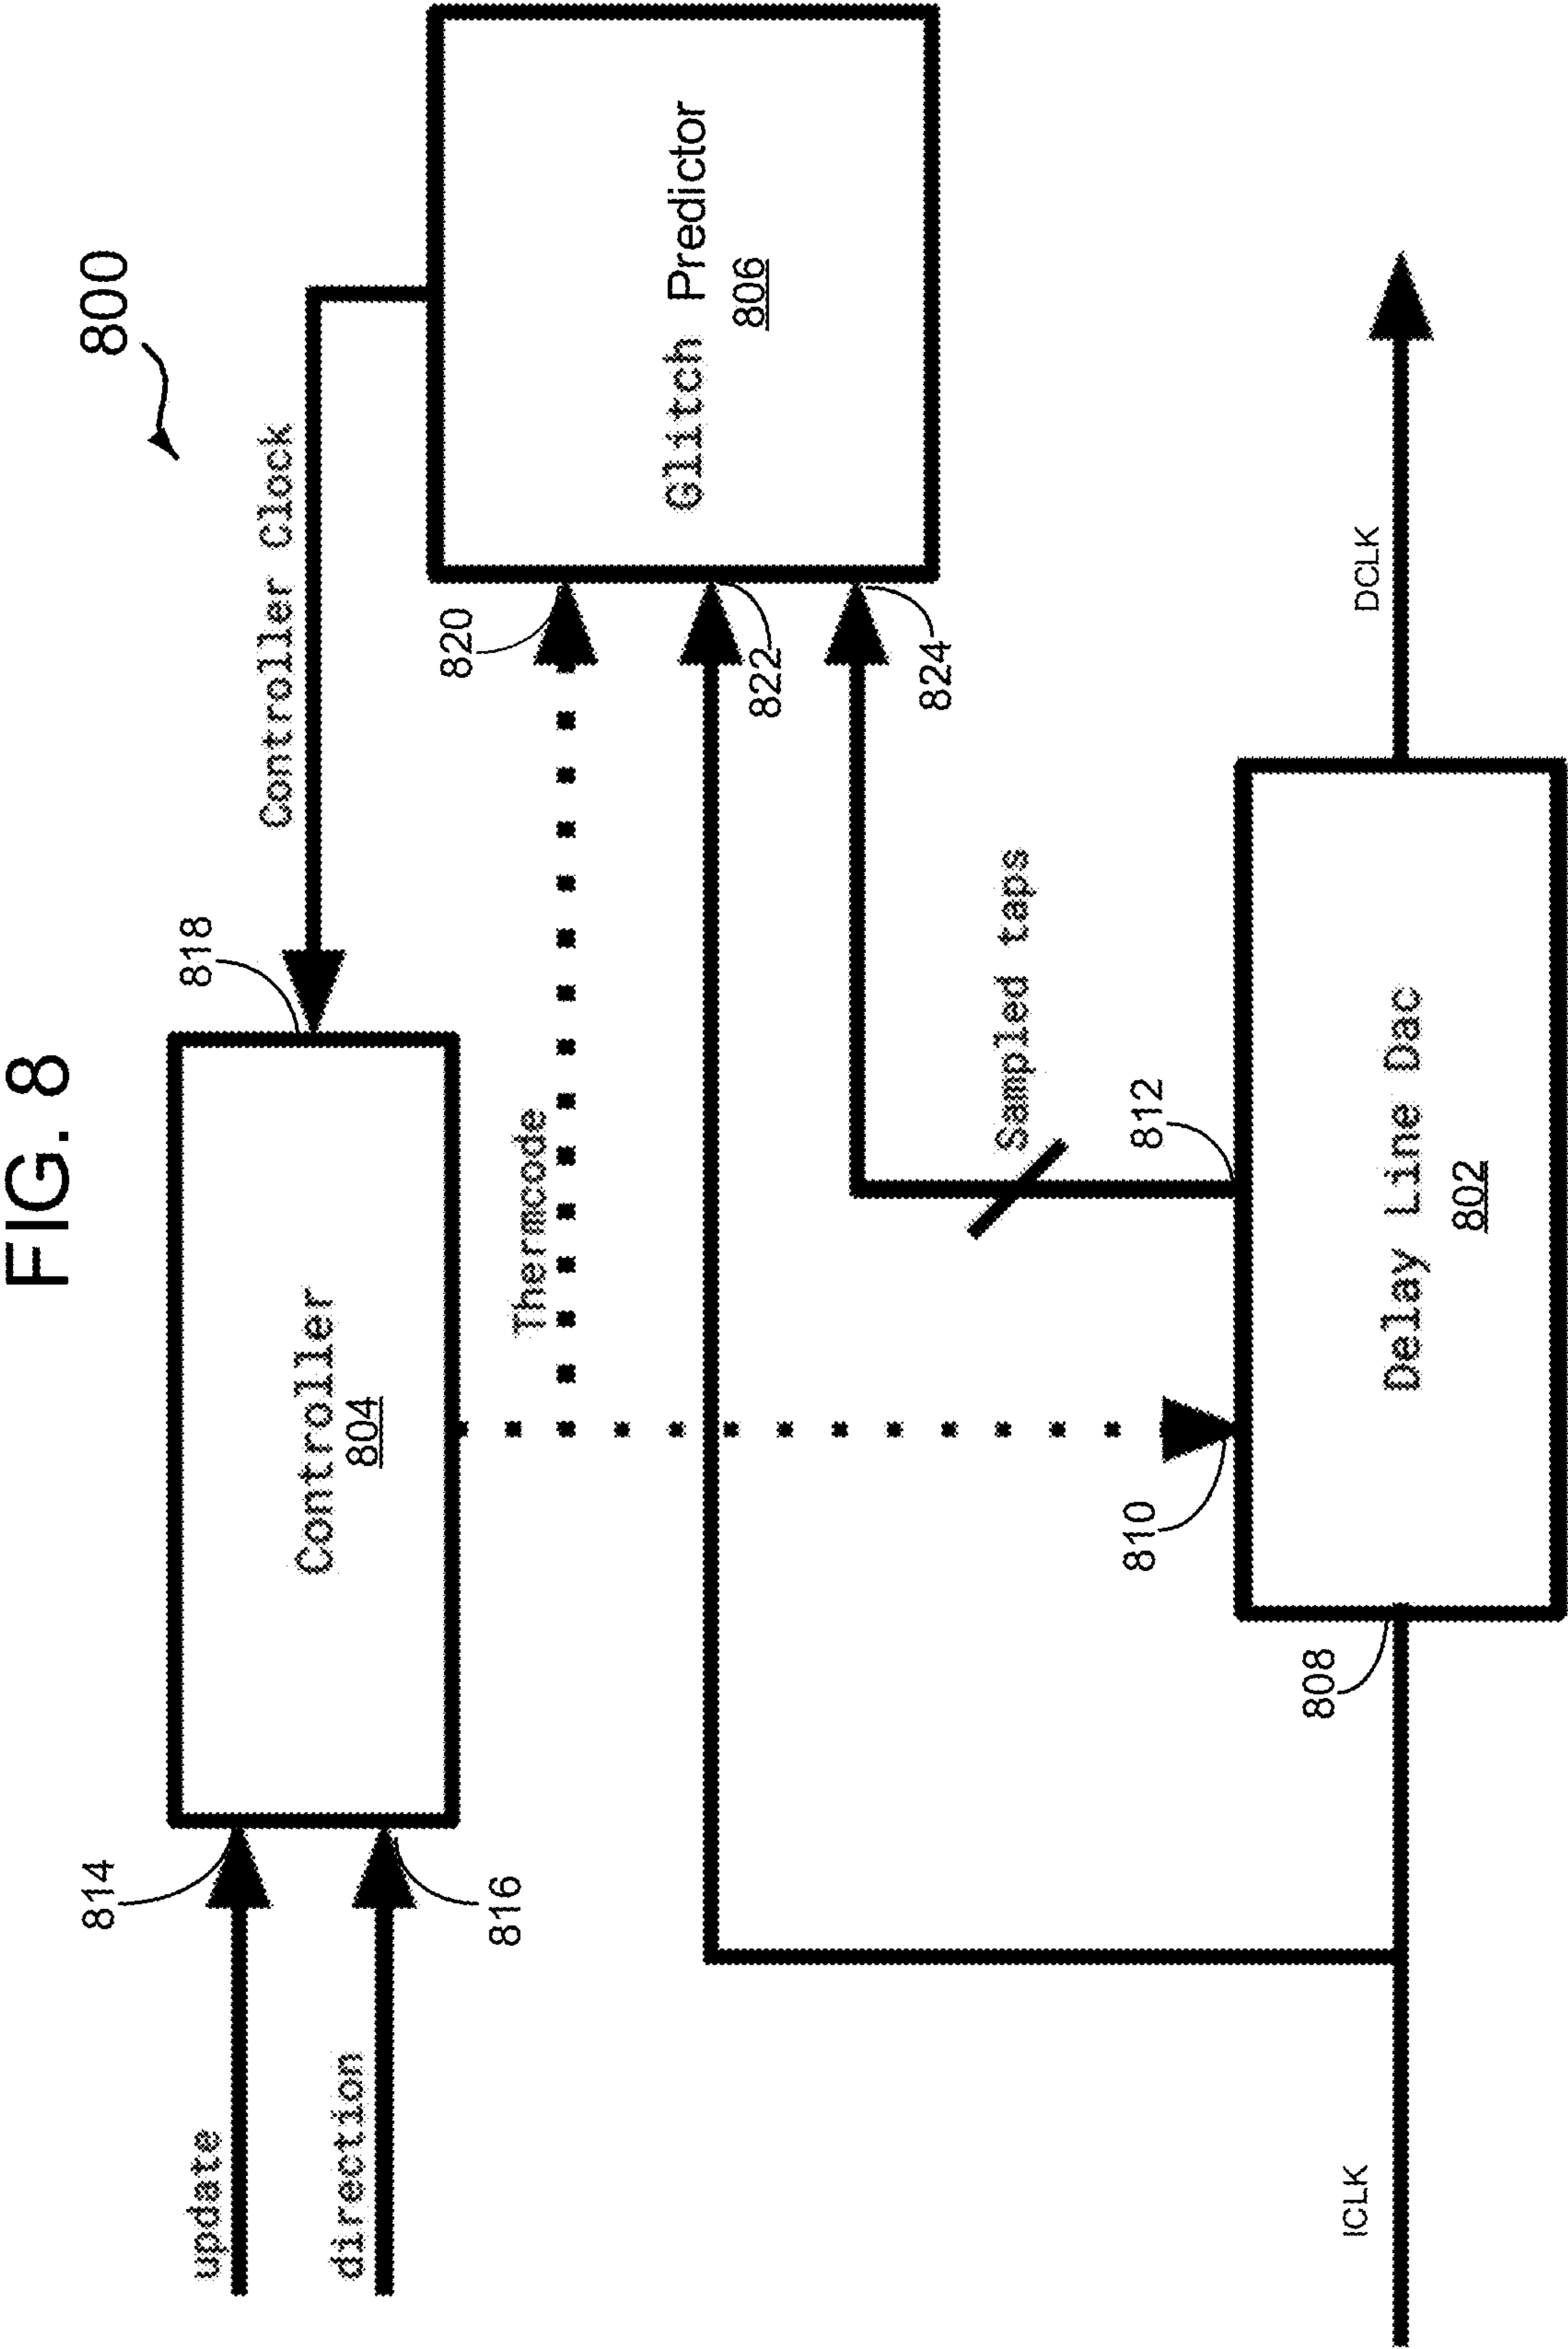 FIG. 8
800
update
direction
814
816
Controller
804
818
Controller Clock
Thermcode
820
822
824
Glitch Predictor
806
Sampled taps
812
810
808
ICLK
Delay Line Dac
802
DCLK